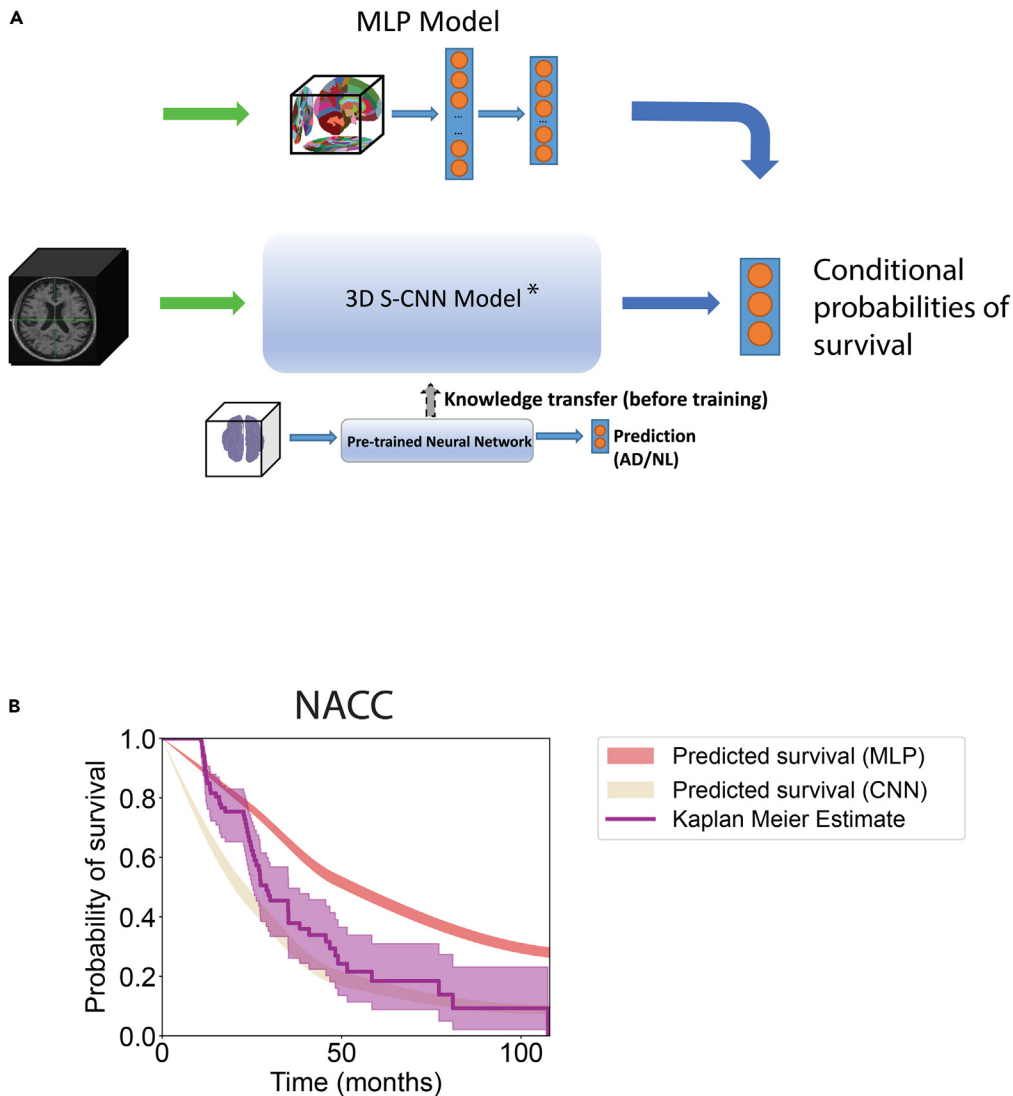 A
MLP Model
...
... ...
...
3D S-CNN Model *
Conditional
probabilities of
survival
Knowledge transfer (before training)
Pre-trained Neural Network
Prediction
(AD/NL)
B
NACC
1.0
0.8
0.6
0.4
0.2
0.0
Probability of survival
0
50
100
Time (months)
Predicted survival (MLP)
Predicted survival (CNN)
Kaplan Meier Estimate